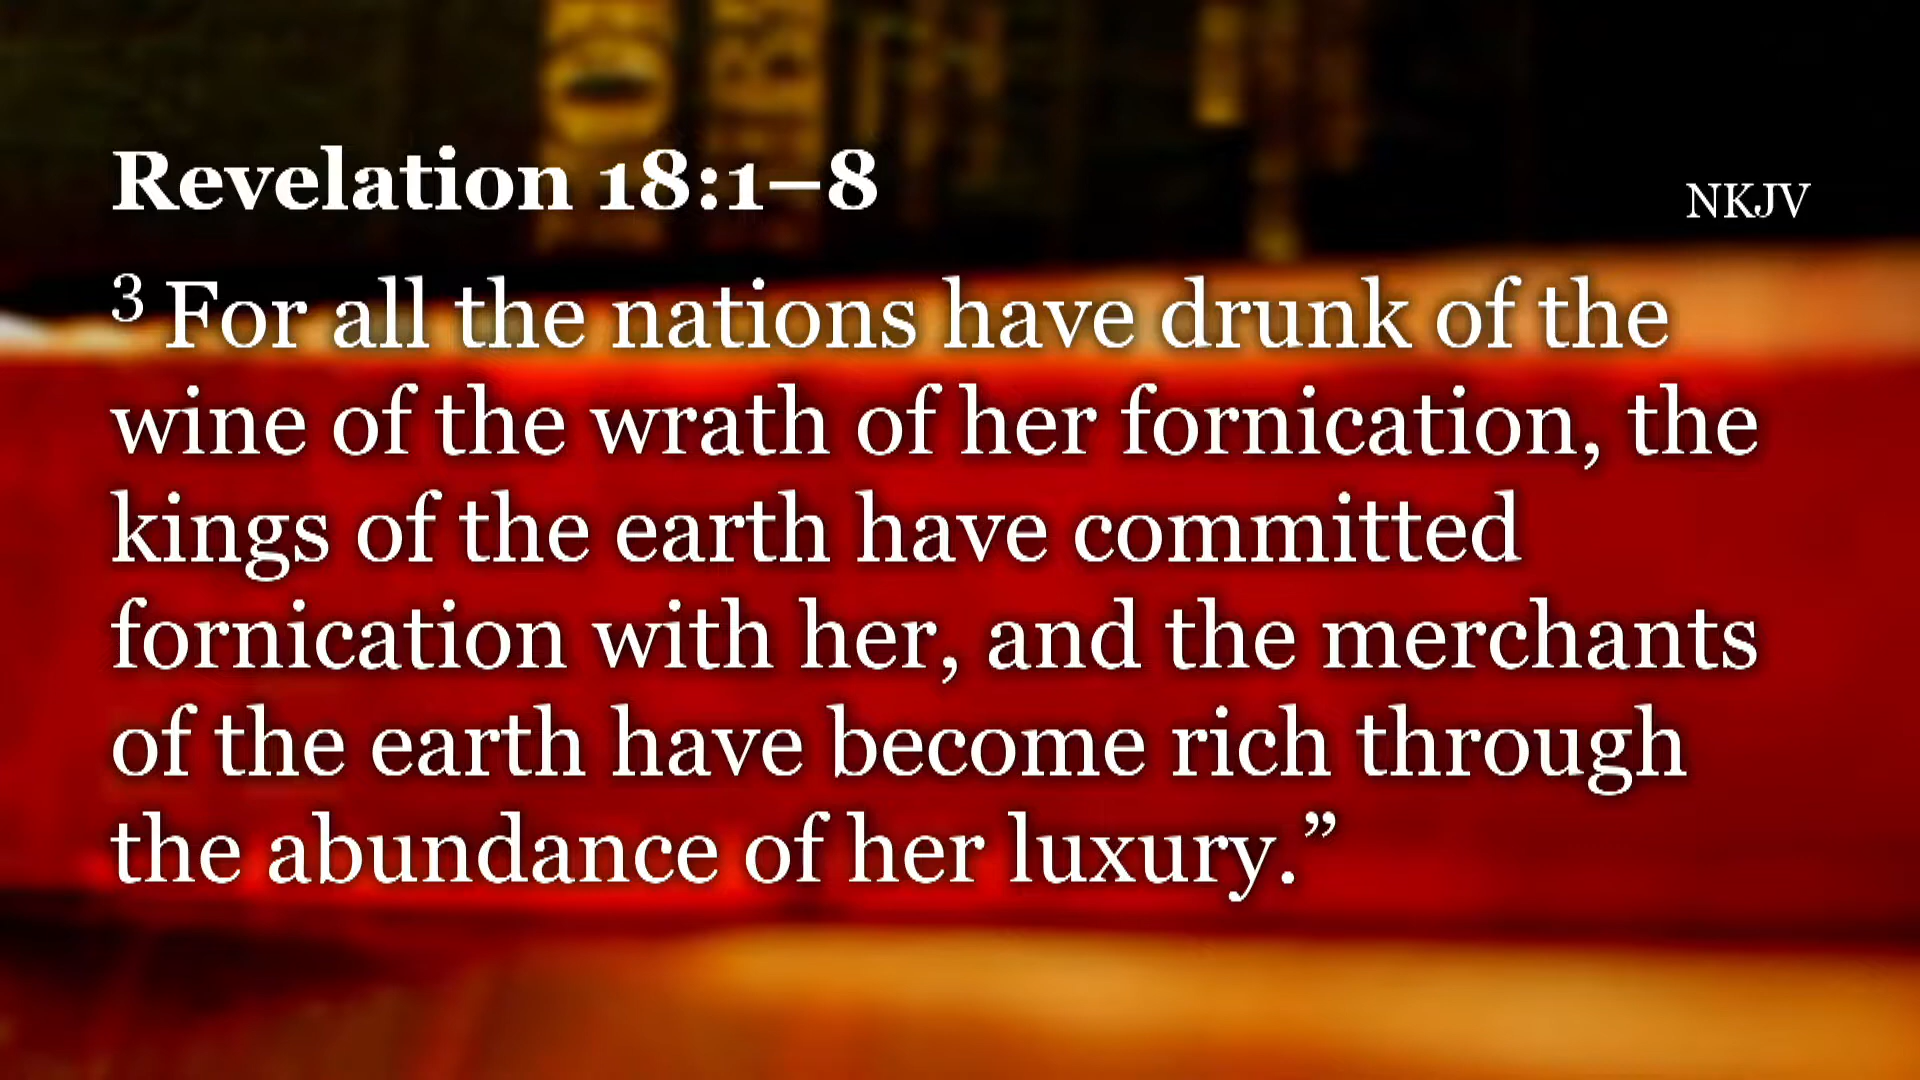 Revelation 18:1–8
NKJV
3 For all the nations have drunk of the
wine of the wrath of her fornication, the
kings of the earth have committed
fornication with her, and the merchants
of the earth have become rich through
the abundance of her luxury.”